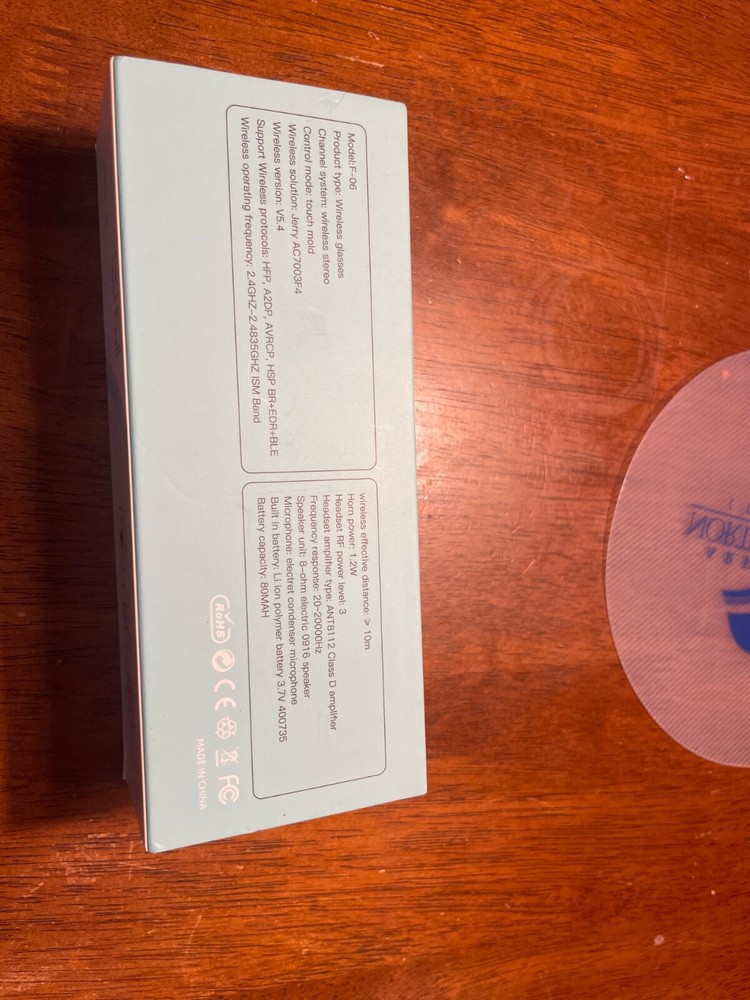 Model:F-06
Product type: Wireless glasses
Channel system: wireless stereo
Control mode: touch mold
Wireless solution: Jerry AC7003F4
Wireless version: V5.4
Support Wireless protocols: HFP, A2DP, AVRCP, HSP BR+EDR+BLE
Wireless operating frequency: 2.4GHZ-2.4835GHZ ISM Band
wireless effective distance: ⩾ 10m
Horn power: 1.2W
Headset RF power level: 3
Headset amplifier type: ANT8112 Class D amplifier
Frequency response: 20-20000Hz
Speaker unit: 8-ohm electric 0916 speaker
Microphone: electret condenser microphone
Built in battery: LI ion polymer battery 3.7V 400735
Battery capacity: 80MAH
RoHS CE FC
MADE IN CHINA
NORT